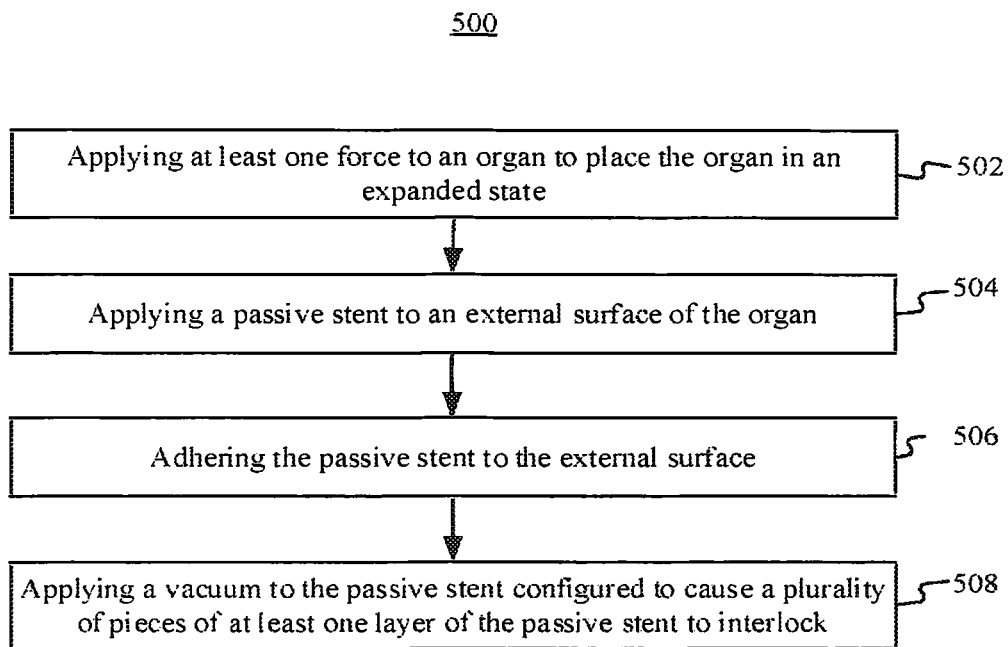 500
Applying at least one force to an organ to place the organ in an
expanded state
502
Applying a passive stent to an external surface of the organ
504
Adhering the passive stent to the external surface
506
Applying a vacuum to the passive stent configured to cause a plurality
of pieces of at least one layer of the passive stent to interlock
508